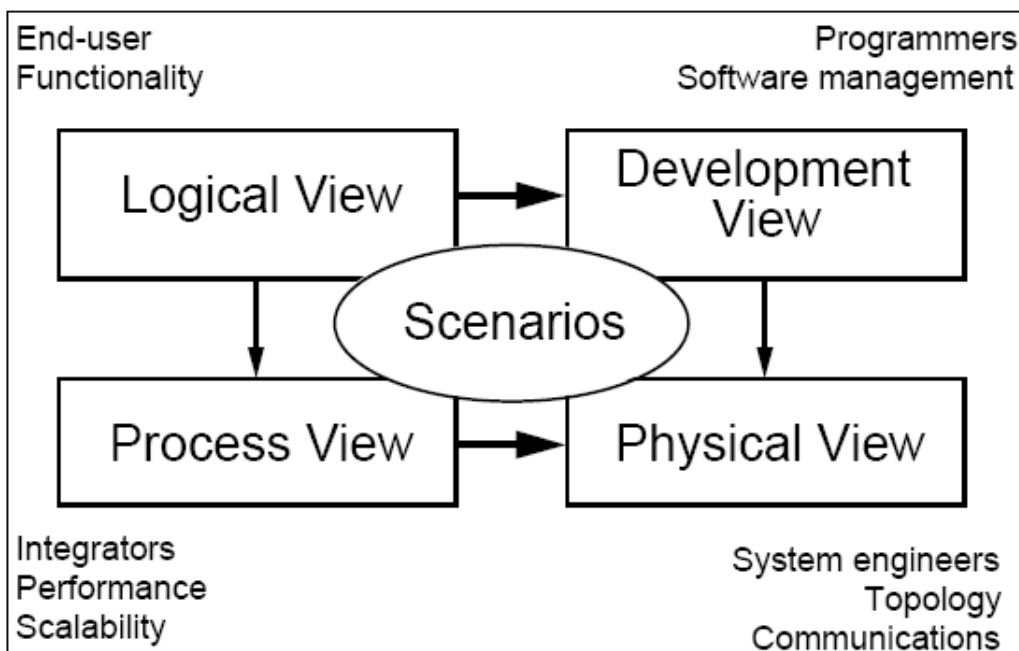 End-user
Functionality
Programmers
Software management
Logical View
Development
View
Scenarios
Process View
Physical View
Integrators
Performance
Scalability
System engineers
Topology
Communications